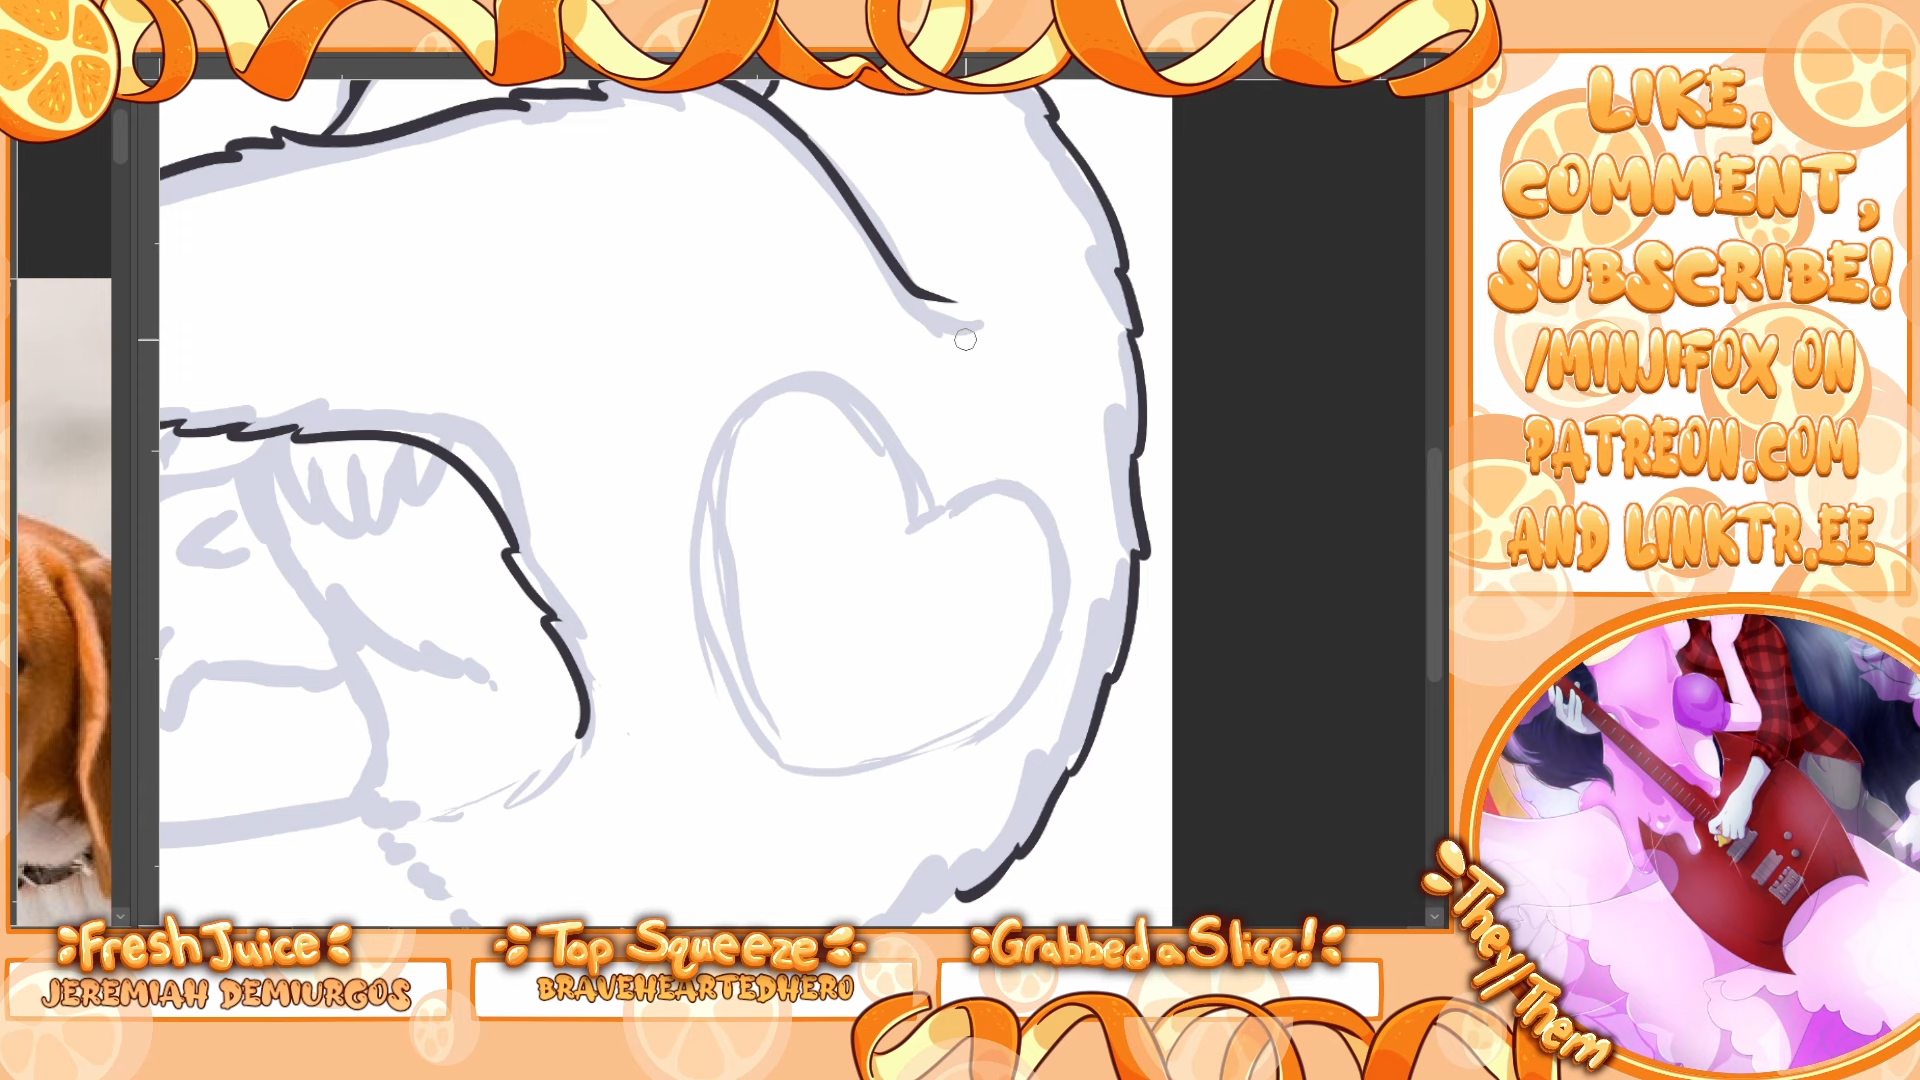 LIKE,
COMMENT,
SUBSCRIBE!
/MINJIFOX ON
PATREON.COM
AND LINKTR.EE
They/Them
Fresh Juice
JEREMIAH DEMIURGOS
Top Squeeze
BRAVEHEARTEDHERO
Grabbed a Slice!